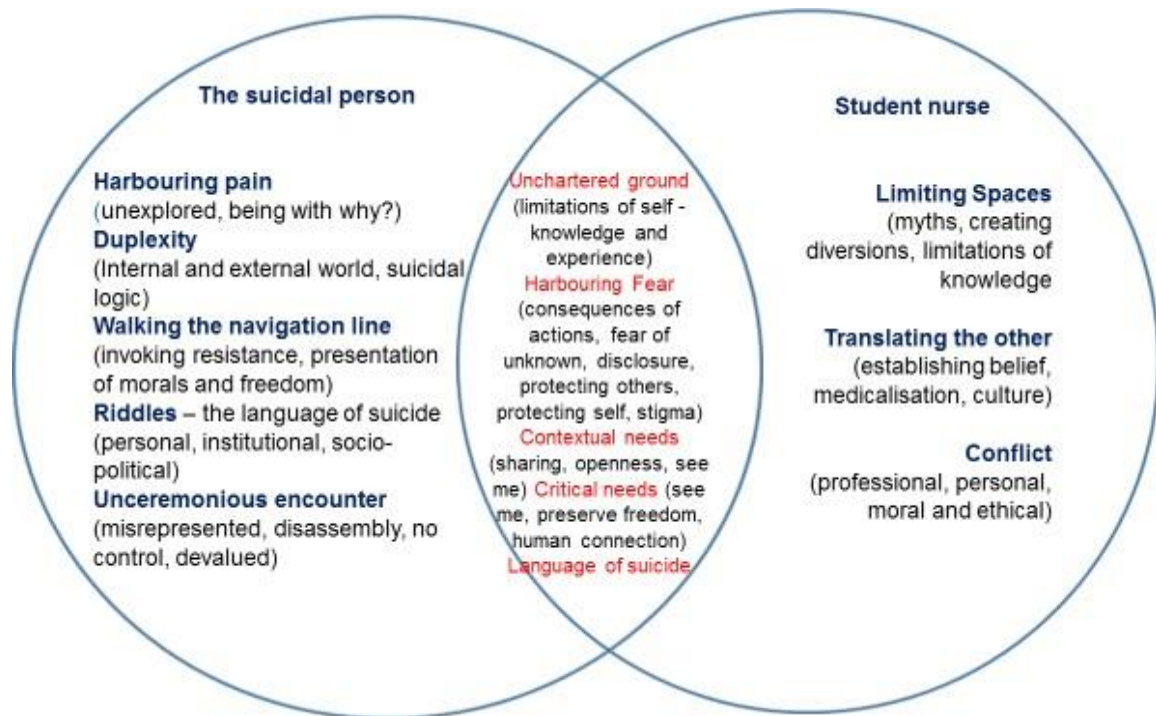 The suicidal person
Harbouring pain
(unexplored, being with why?)
Duplexity
(Internal and external world, suicidal
logic)
Walking the navigation line
(invoking resistance, presentation
of morals and freedom)
Riddles – the language of suicide
(personal, institutional, socio-
political)
Unceremonious encounter
(misrepresented, disassembly, no
control, devalued)
Unchartered ground
(limitations of self -
knowledge and
experience)
Harbouring Fear
(consequences of
actions, fear of
unknown, disclosure,
protecting others,
protecting self, stigma)
Contextual needs
(sharing, openness, see
me) Critical needs (see
me, preserve freedom,
human connection)
Language of suicide
Student nurse
Limiting Spaces
(myths, creating
diversions, limitations of
knowledge
Translating the other
(establishing belief,
medicalisation, culture)
Conflict
(professional, personal,
moral and ethical)